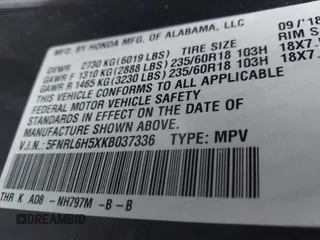 MFD. BY HONDA MFG. OF ALABAMA, LLC 09/'18
GVWR 2730 KG(6019 LBS) TIRE SIZE RIM S
GAWR F 1310 KG(2888 LBS)235/60R18 103H 18X7.
GAWR R 1465 KG(3230 LBS)235/60R18 103H 18X7.
THIS VEHICLE CONFORMS TO ALL APPLICABLE
FEDERAL MOTOR VEHICLE SAFETY
STANDARDS IN EFFECT ON THE DATE OF
MANUFACTURE SHOWN ABOVE.
V.I.N.: 5FNRL6H5XKB037336 TYPE: MPV
THR K AD8 -NH797M -B -B
DREAMBID